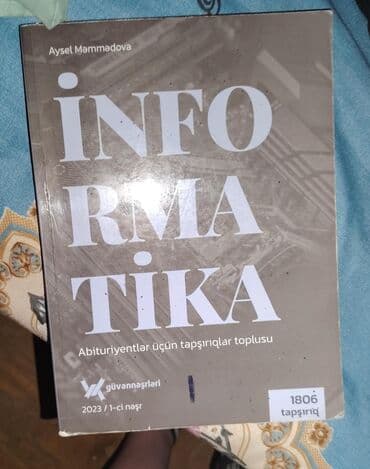 Aysel Məmmədova
İNFO
RMA
TİKA
Abituriyentlər üçün tapşırıqlar toplusu
güvənnəşrləri
2023 / 1-ci nəşr
1806
tapşırıq